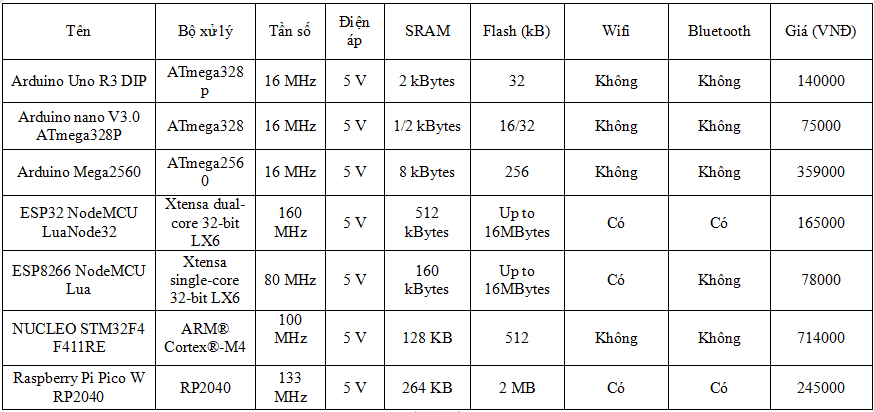 Tên Bộ xử lý Tần số Điện áp SRAM Flash (kB) Wifi Bluetooth Giá (VNĐ)
Arduino Uno R3 DIP ATmega328p 16 MHz 5 V 2 kBytes 32 Không Không 140000
Arduino nano V3.0 ATmega328P ATmega328 16 MHz 5 V 1/2 kBytes 16/32 Không Không 75000
Arduino Mega2560 ATmega2560 16 MHz 5 V 8 kBytes 256 Không Không 359000
ESP32 NodeMCU LuaNode32 Xtensa dual-core 32-bit LX6 160 MHz 5 V 512 kBytes Up to 16MBytes Có Có 165000
ESP8266 NodeMCU Lua Xtensa single-core 32-bit LX6 80 MHz 5 V 160 kBytes Up to 16MBytes Có Không 78000
NUCLEO STM32F4 F411RE ARM® Cortex®-M4 100 MHz 5 V 128 KB 512 Không Không 714000
Raspberry Pi Pico W RP2040 RP2040 133 MHz 5 V 264 KB 2 MB Có Có 245000